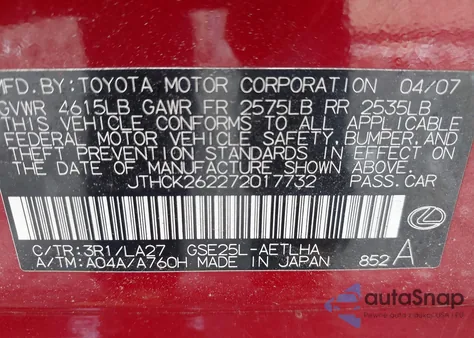 MFD.BY:TOYOTA MOTOR CORPORATION 04/07
GVWR 4615LB GAWR FR 2575LB RR 2535LB
THIS VEHICLE CONFORMS TO ALL APPLICABLE
FEDERAL MOTOR VEHICLE SAFETY,BUMPER,AND
THEFT PREVENTION STANDARDS IN EFFECT ON
THE DATE OF MANUFACTURE SHOWN ABOVE.
JTHCK262272017732 PASS.CAR
C/TR:3R1/LA27 GSE25L-AETLHA
A/TM:A04A/A760H MADE IN JAPAN 852 A
autoSnap